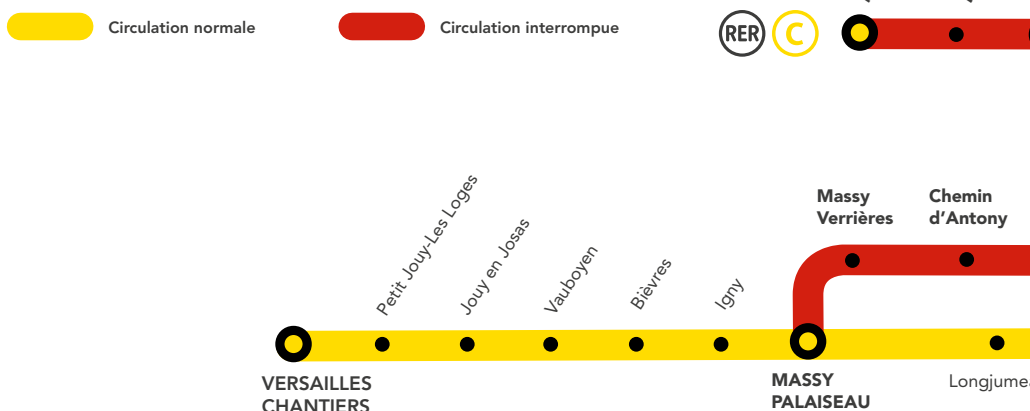 Circulation normale
Circulation interrompue
RER C
Petit Jouy-Les Loges
Jouy en Josas
Vauboyen
Bièvres
Igny
Massy
Verrières
Chemin
d'Antony
VERSAILLES
CHANTIERS
MASSY
PALAISEAU